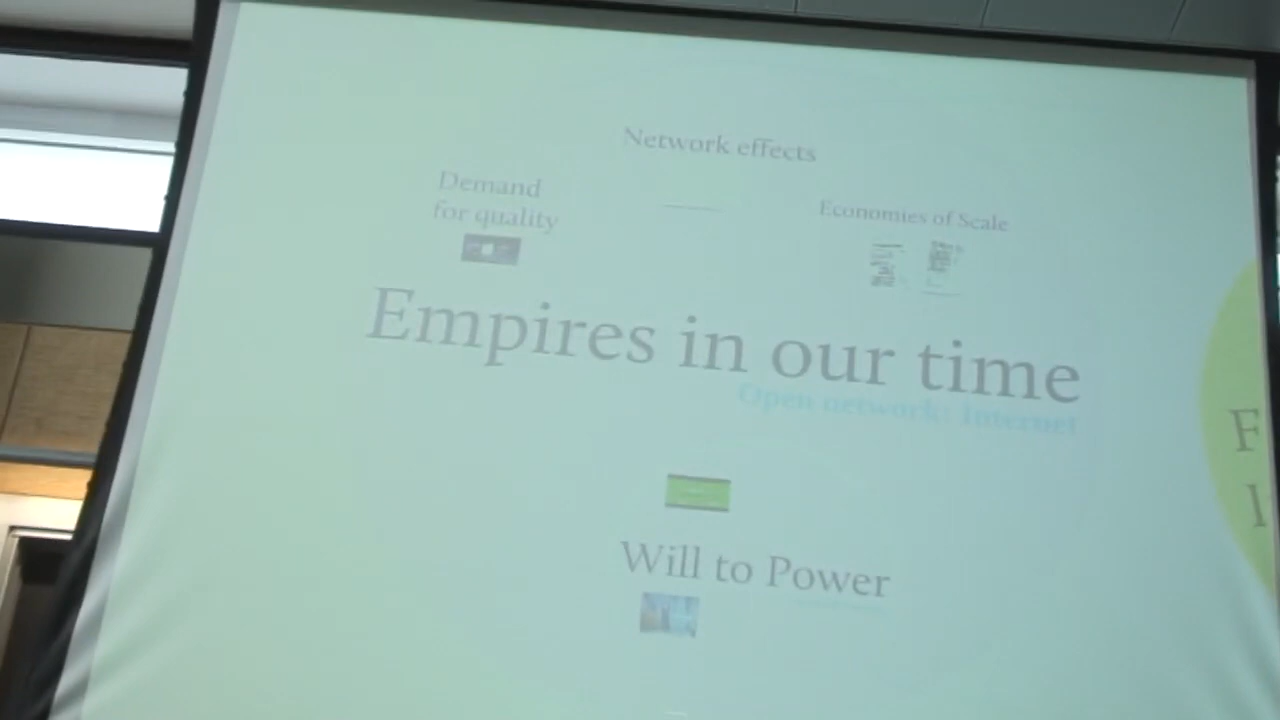 Network effects
Demand
for quality
Economies of Scale
Empires in our time
Open network: Internet
Will to Power
F